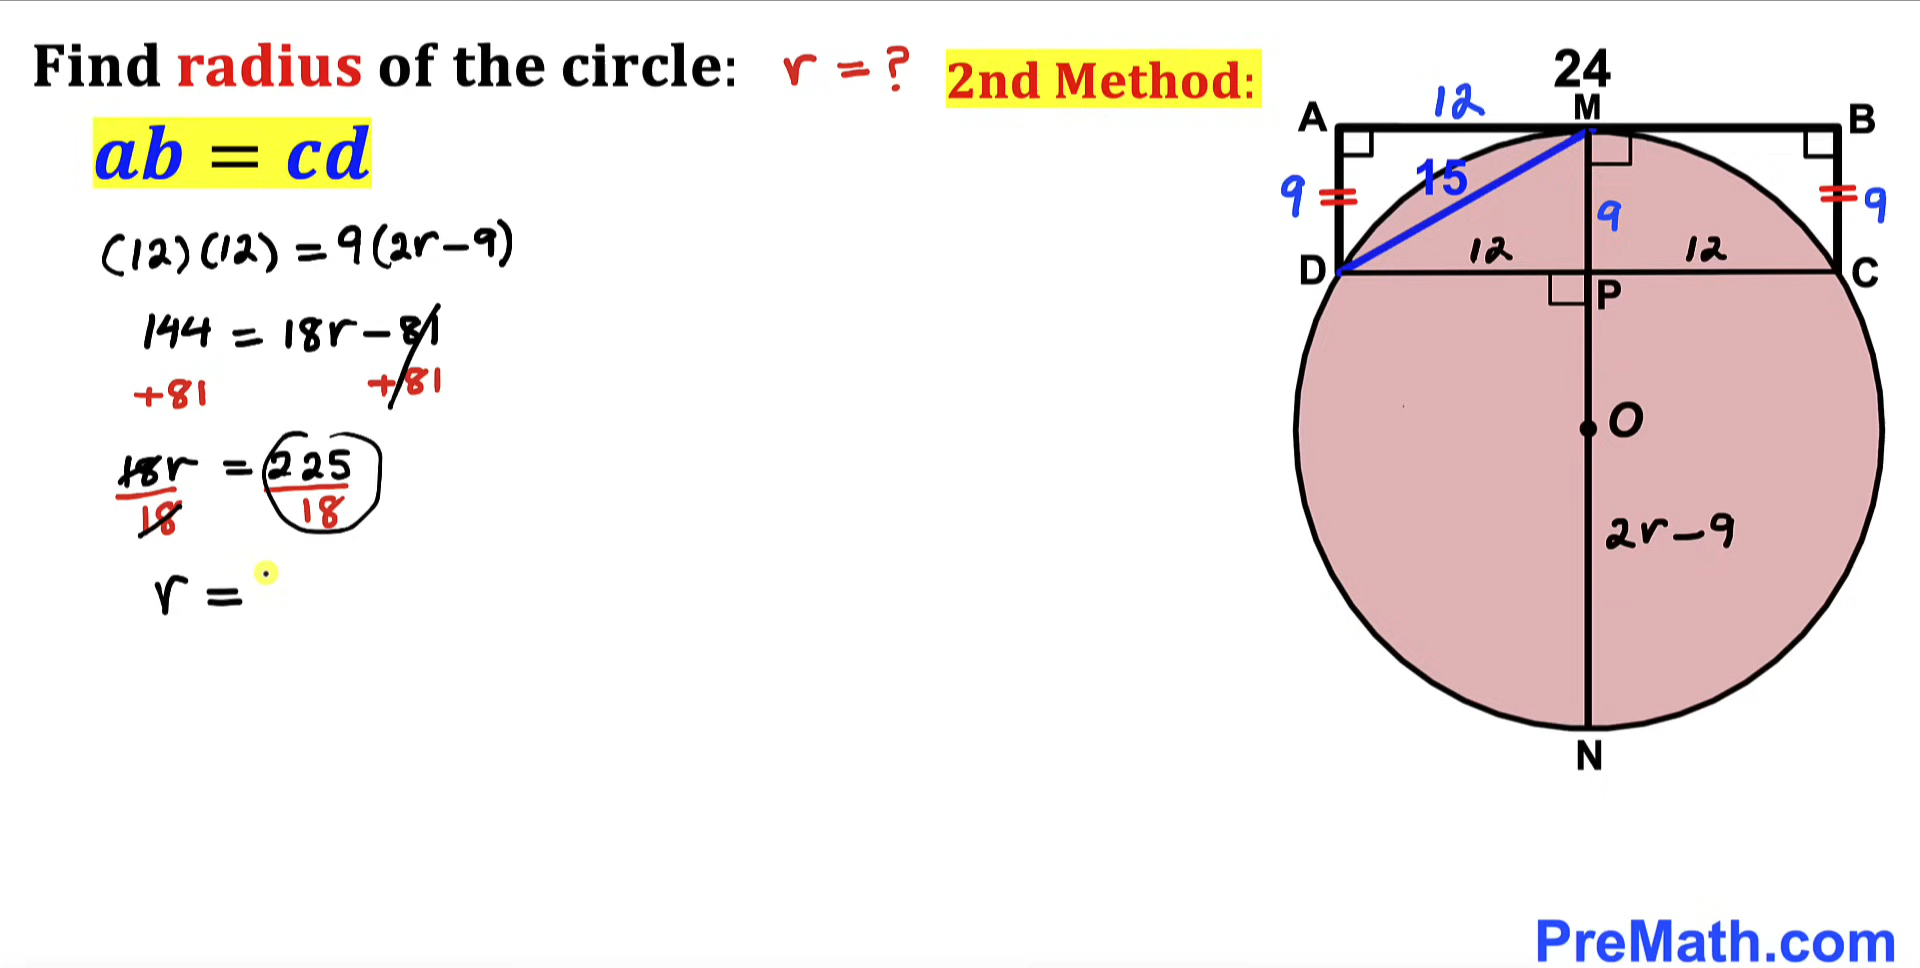 Find radius of the circle: r = ? 2nd Method:
ab = cd
(12)(12) = 9(2r-9)
144 = 18r - 81
+81 +81
18r = 225
18 18
r =
24
12 M
A B
15
9 9 9
12 12
D C
P
O
2r-9
N
PreMath.com